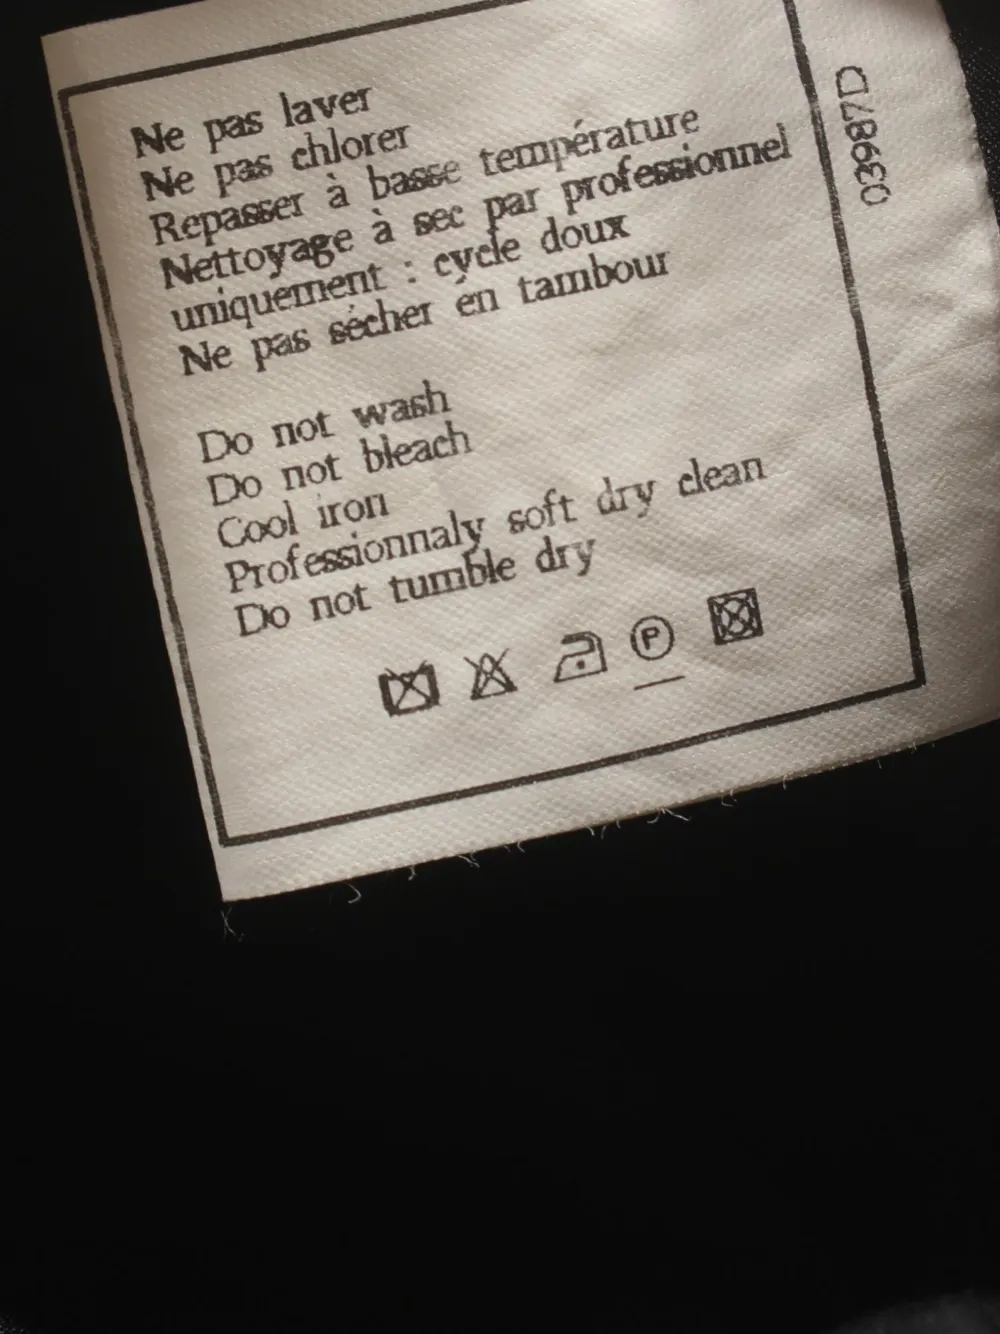 Ne pas laver
Ne pas chlorer
Repasser à basse température
Nettoyage à sec par professionnel
uniquement : cycle doux
Ne pas sécher en tambour
Do not wash
Do not bleach
Cool iron
Professionnaly soft dry clean
Do not tumble dry
P
03987D